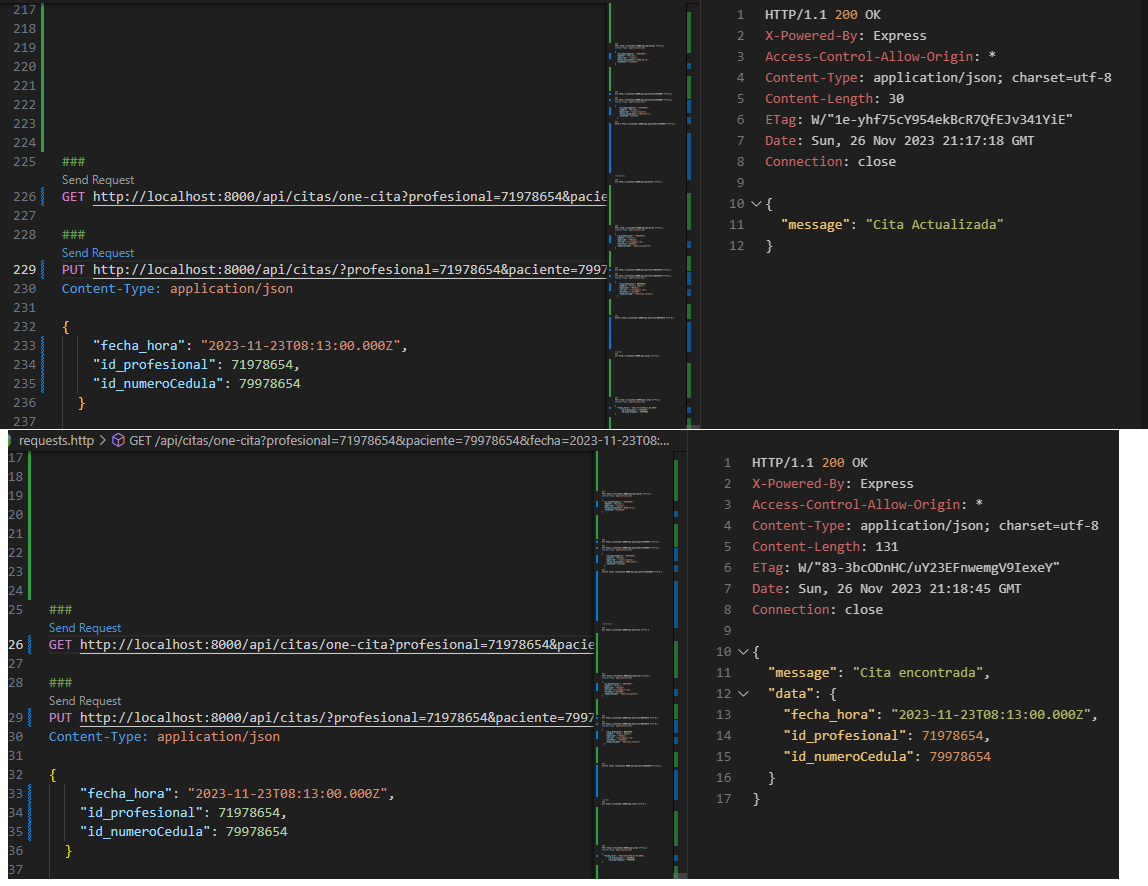 217
218
219
220
221
222
223
224
225 ###
Send Request
226 GET http://localhost:8000/api/citas/one-cita?profesional=71978654&pacie
227
228 ###
Send Request
229 PUT http://localhost:8000/api/citas/?profesional=71978654&paciente=7997
230 Content-Type: application/json
231
232 {
233 "fecha_hora": "2023-11-23T08:13:00.000Z",
234 "id_profesional": 71978654,
235 "id_numeroCedula": 79978654
236 }
237
1 HTTP/1.1 200 OK
2 X-Powered-By: Express
3 Access-Control-Allow-Origin: *
4 Content-Type: application/json; charset=utf-8
5 Content-Length: 30
6 ETag: W/"1e-yhf75cY954ekBcR7QfEJv341YiE"
7 Date: Sun, 26 Nov 2023 21:17:18 GMT
8 Connection: close
9
10 {
11 "message": "Cita Actualizada"
12 }
requests.http > GET /api/citas/one-cita?profesional=71978654&paciente=79978654&fecha=2023-11-23T08:...
17
18
19
20
21
22
23
24
25 ###
Send Request
26 GET http://localhost:8000/api/citas/one-cita?profesional=71978654&pacie
27
28 ###
Send Request
29 PUT http://localhost:8000/api/citas/?profesional=71978654&paciente=7997
30 Content-Type: application/json
31
32 {
33 "fecha_hora": "2023-11-23T08:13:00.000Z",
34 "id_profesional": 71978654,
35 "id_numeroCedula": 79978654
36 }
37
1 HTTP/1.1 200 OK
2 X-Powered-By: Express
3 Access-Control-Allow-Origin: *
4 Content-Type: application/json; charset=utf-8
5 Content-Length: 131
6 ETag: W/"83-3bcODnHC/uY23EFnwemgV9IexeY"
7 Date: Sun, 26 Nov 2023 21:18:45 GMT
8 Connection: close
9
10 {
11 "message": "Cita encontrada",
12 "data": {
13 "fecha_hora": "2023-11-23T08:13:00.000Z",
14 "id_profesional": 71978654,
15 "id_numeroCedula": 79978654
16 }
17 }